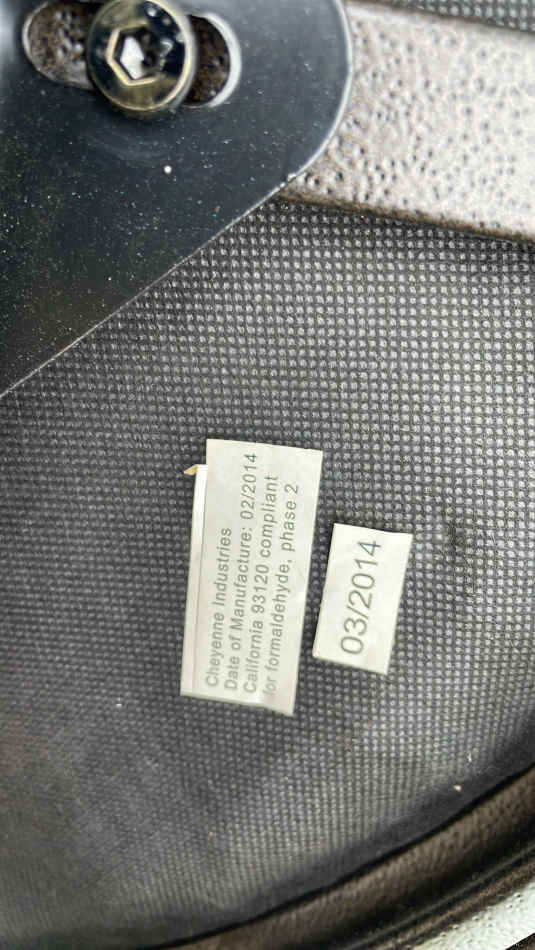 Cheyenne Industries
Date of Manufacture: 02/2014
California 93120 compliant
for formaldehyde, phase 2
03/2014